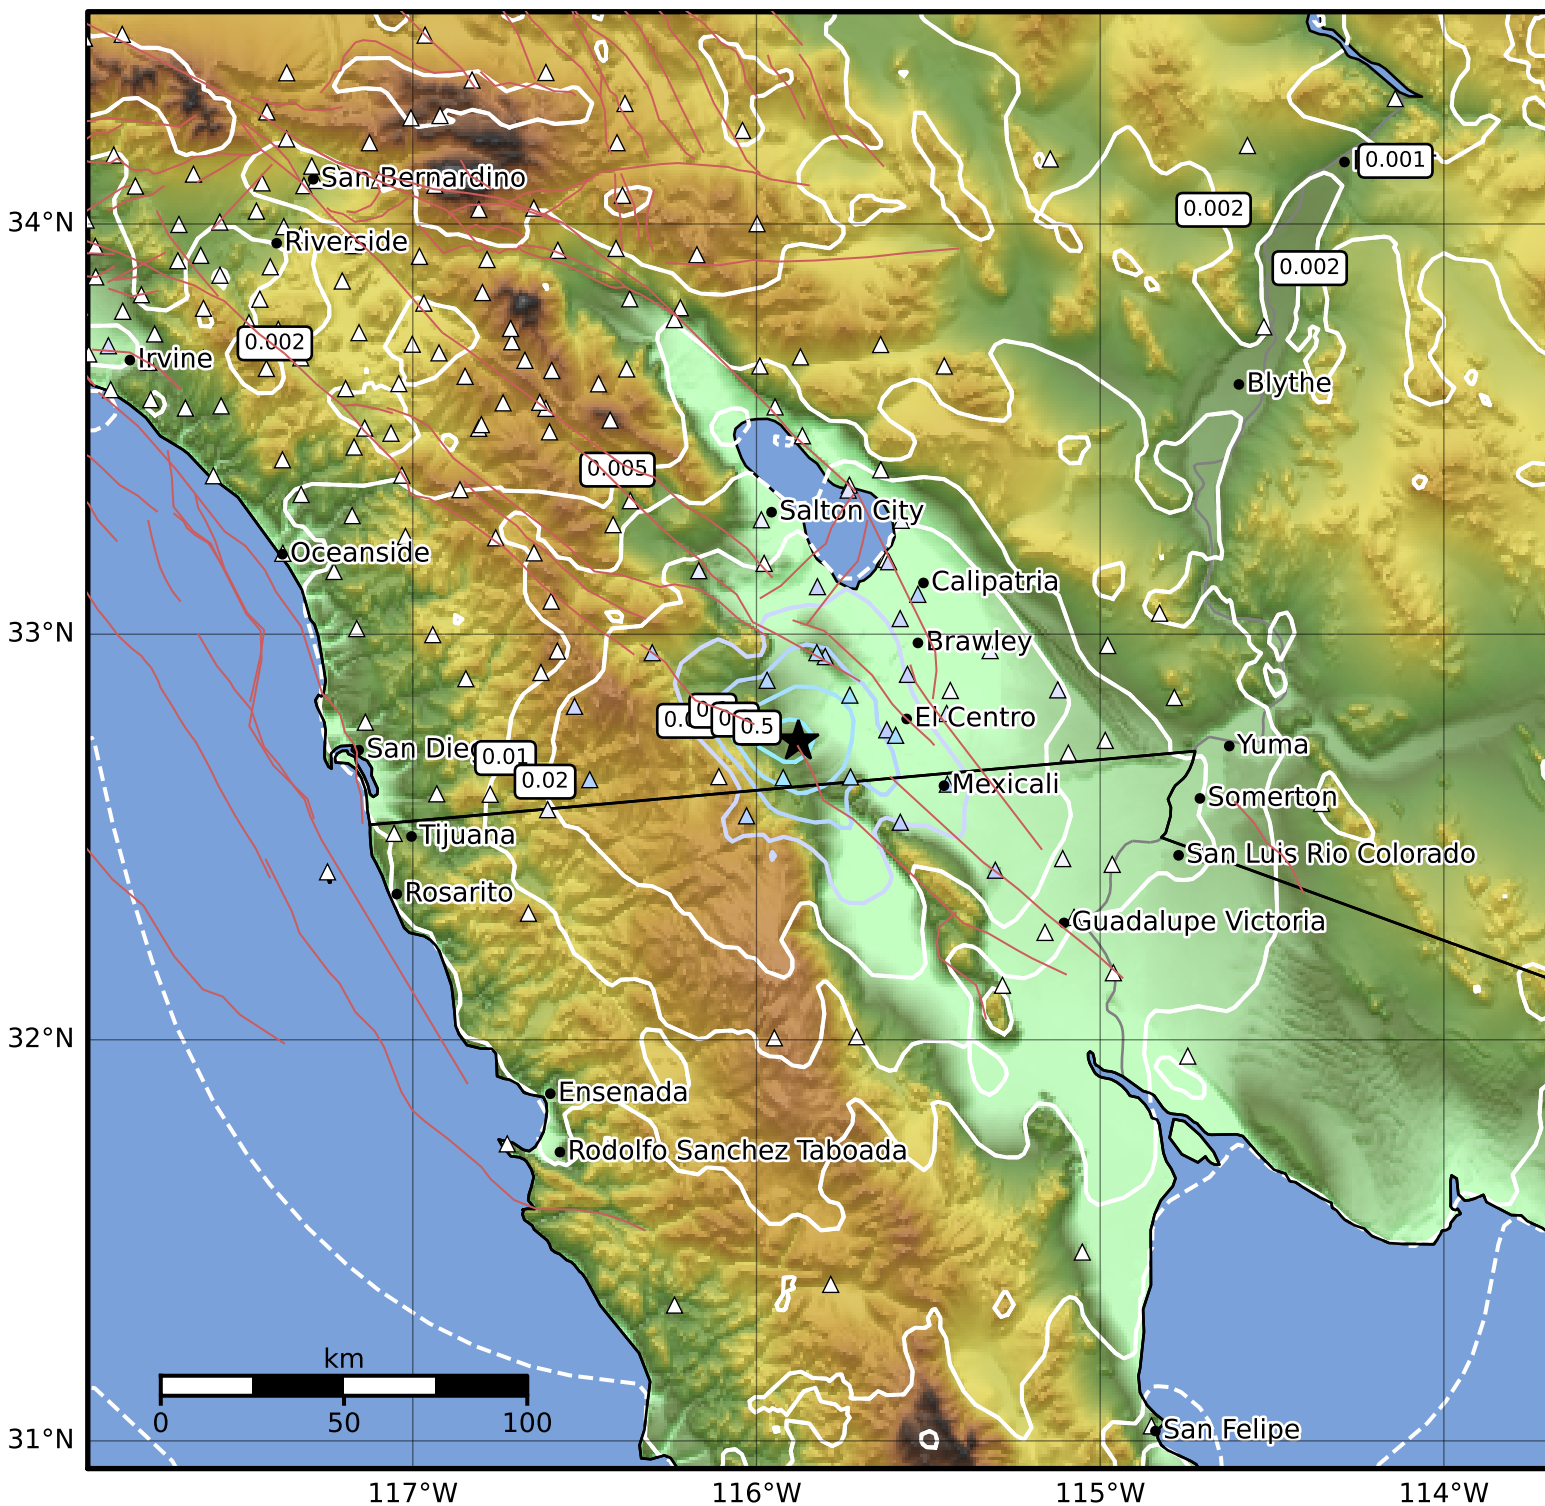 0.001
San Bernardino
34°N
0.002
Riverside
0.002
0.002
Irvine
Blythe
0.005
Salton City
Oceanside
Calipatria
33°N
Brawley
0.5
El Centro
San Die
Yuma
0.01
0.02
Mexicali
Somerton
Tijuana
San Luis Rio Colorado
Rosarito
Guadalupe Victoria
32°N
Ensenada
Rodolfo Sanchez Taboada
km
0 50 100
San Felipe
31°N
117°W 116°W 115°W 114°W